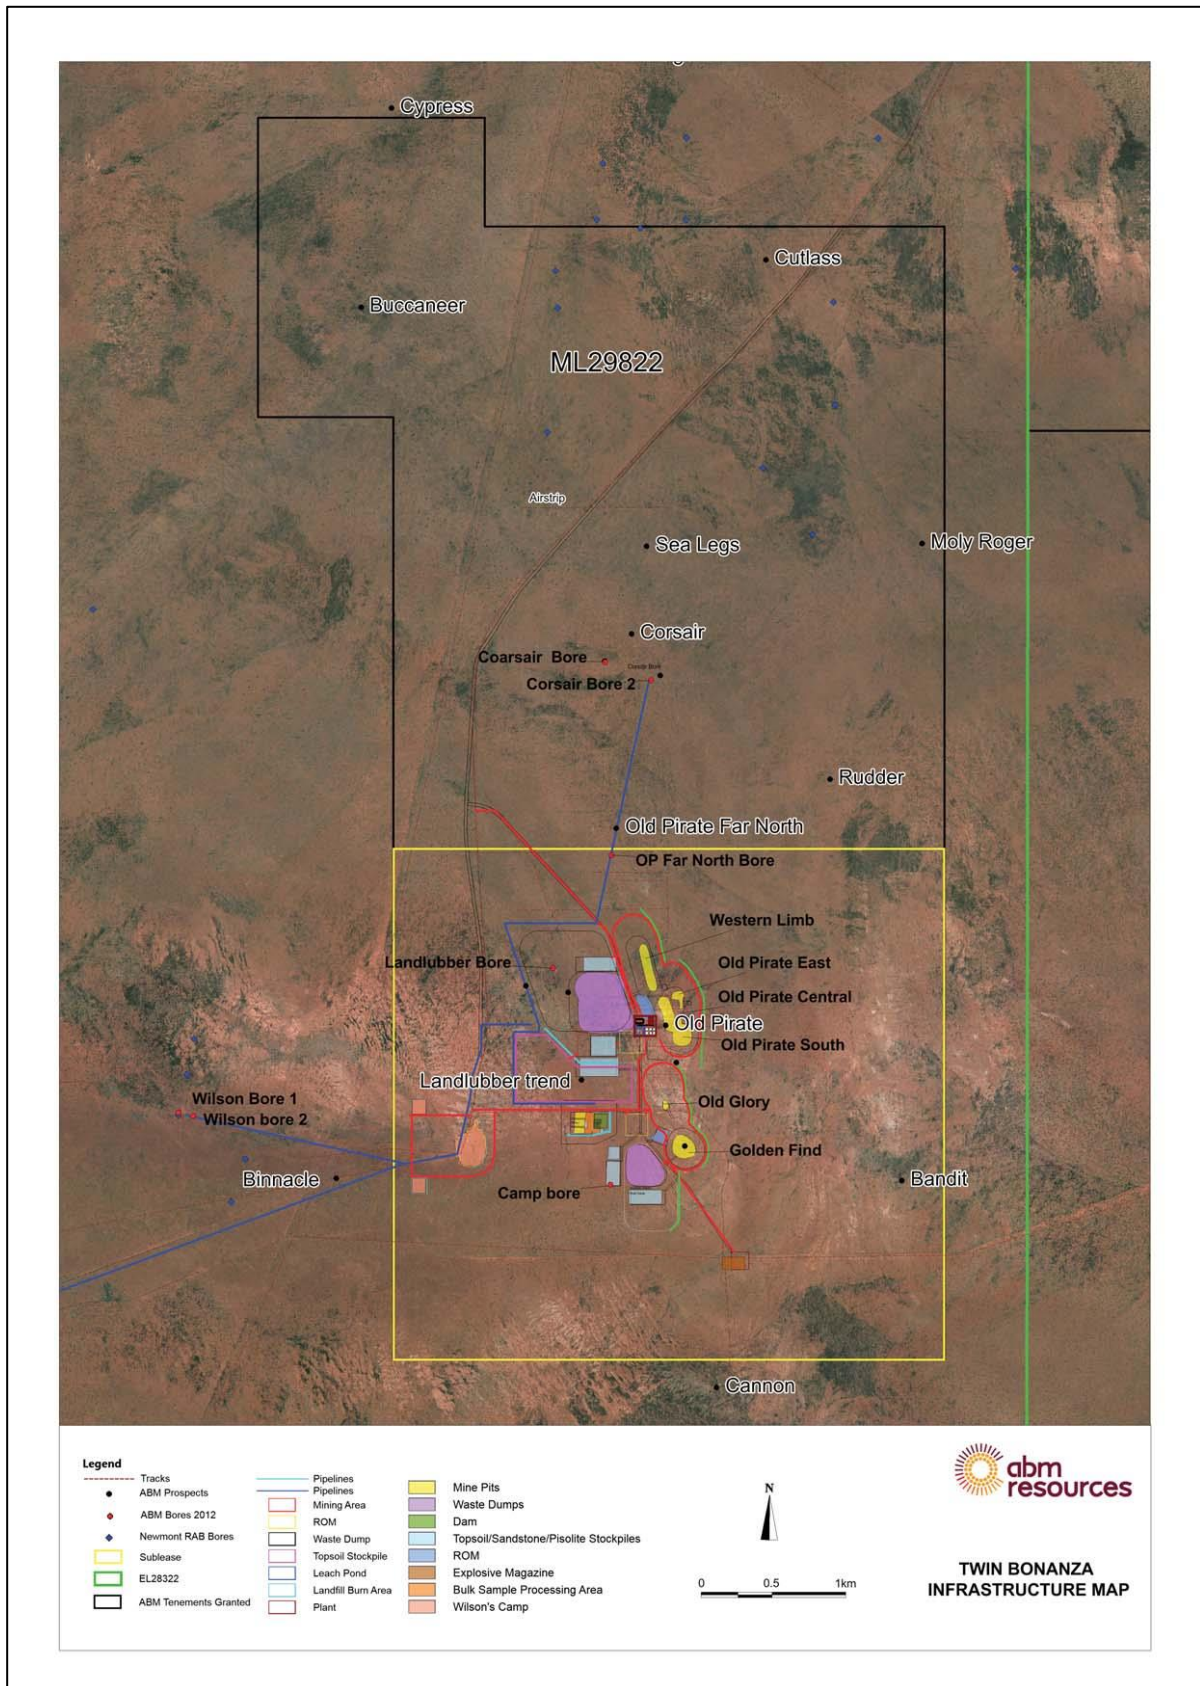 Cypress
Cutlass
Buccaneer
ML29822
Airstrip
Sea Legs
Moly Roger
Corsair
Coarsair Bore
Corsair Bore
Corsair Bore 2
Rudder
Old Pirate Far North
OP Far North Bore
Western Limb
Landlubber Bore
Old Pirate East
Old Pirate Central
Old Pirate
Old Pirate South
Landlubber trend
Wilson Bore 1
Wilson bore 2
Old Glory
Golden Find
Binnacle
Bandit
Camp bore
Cannon
Legend
Tracks
ABM Prospects
ABM Bores 2012
Newmont RAB Bores
Sublease
EL28322
ABM Tenements Granted
Pipelines
Pipelines
Mining Area
ROM
Waste Dump
Topsoil Stockpile
Leach Pond
Landfill Burn Area
Plant
Mine Pits
Waste Dumps
Dam
Topsoil/Sandstone/Pisolite Stockpiles
ROM
Explosive Magazine
Bulk Sample Processing Area
Wilson's Camp
N
0 0.5 1km
abm
resources
TWIN BONANZA
INFRASTRUCTURE MAP